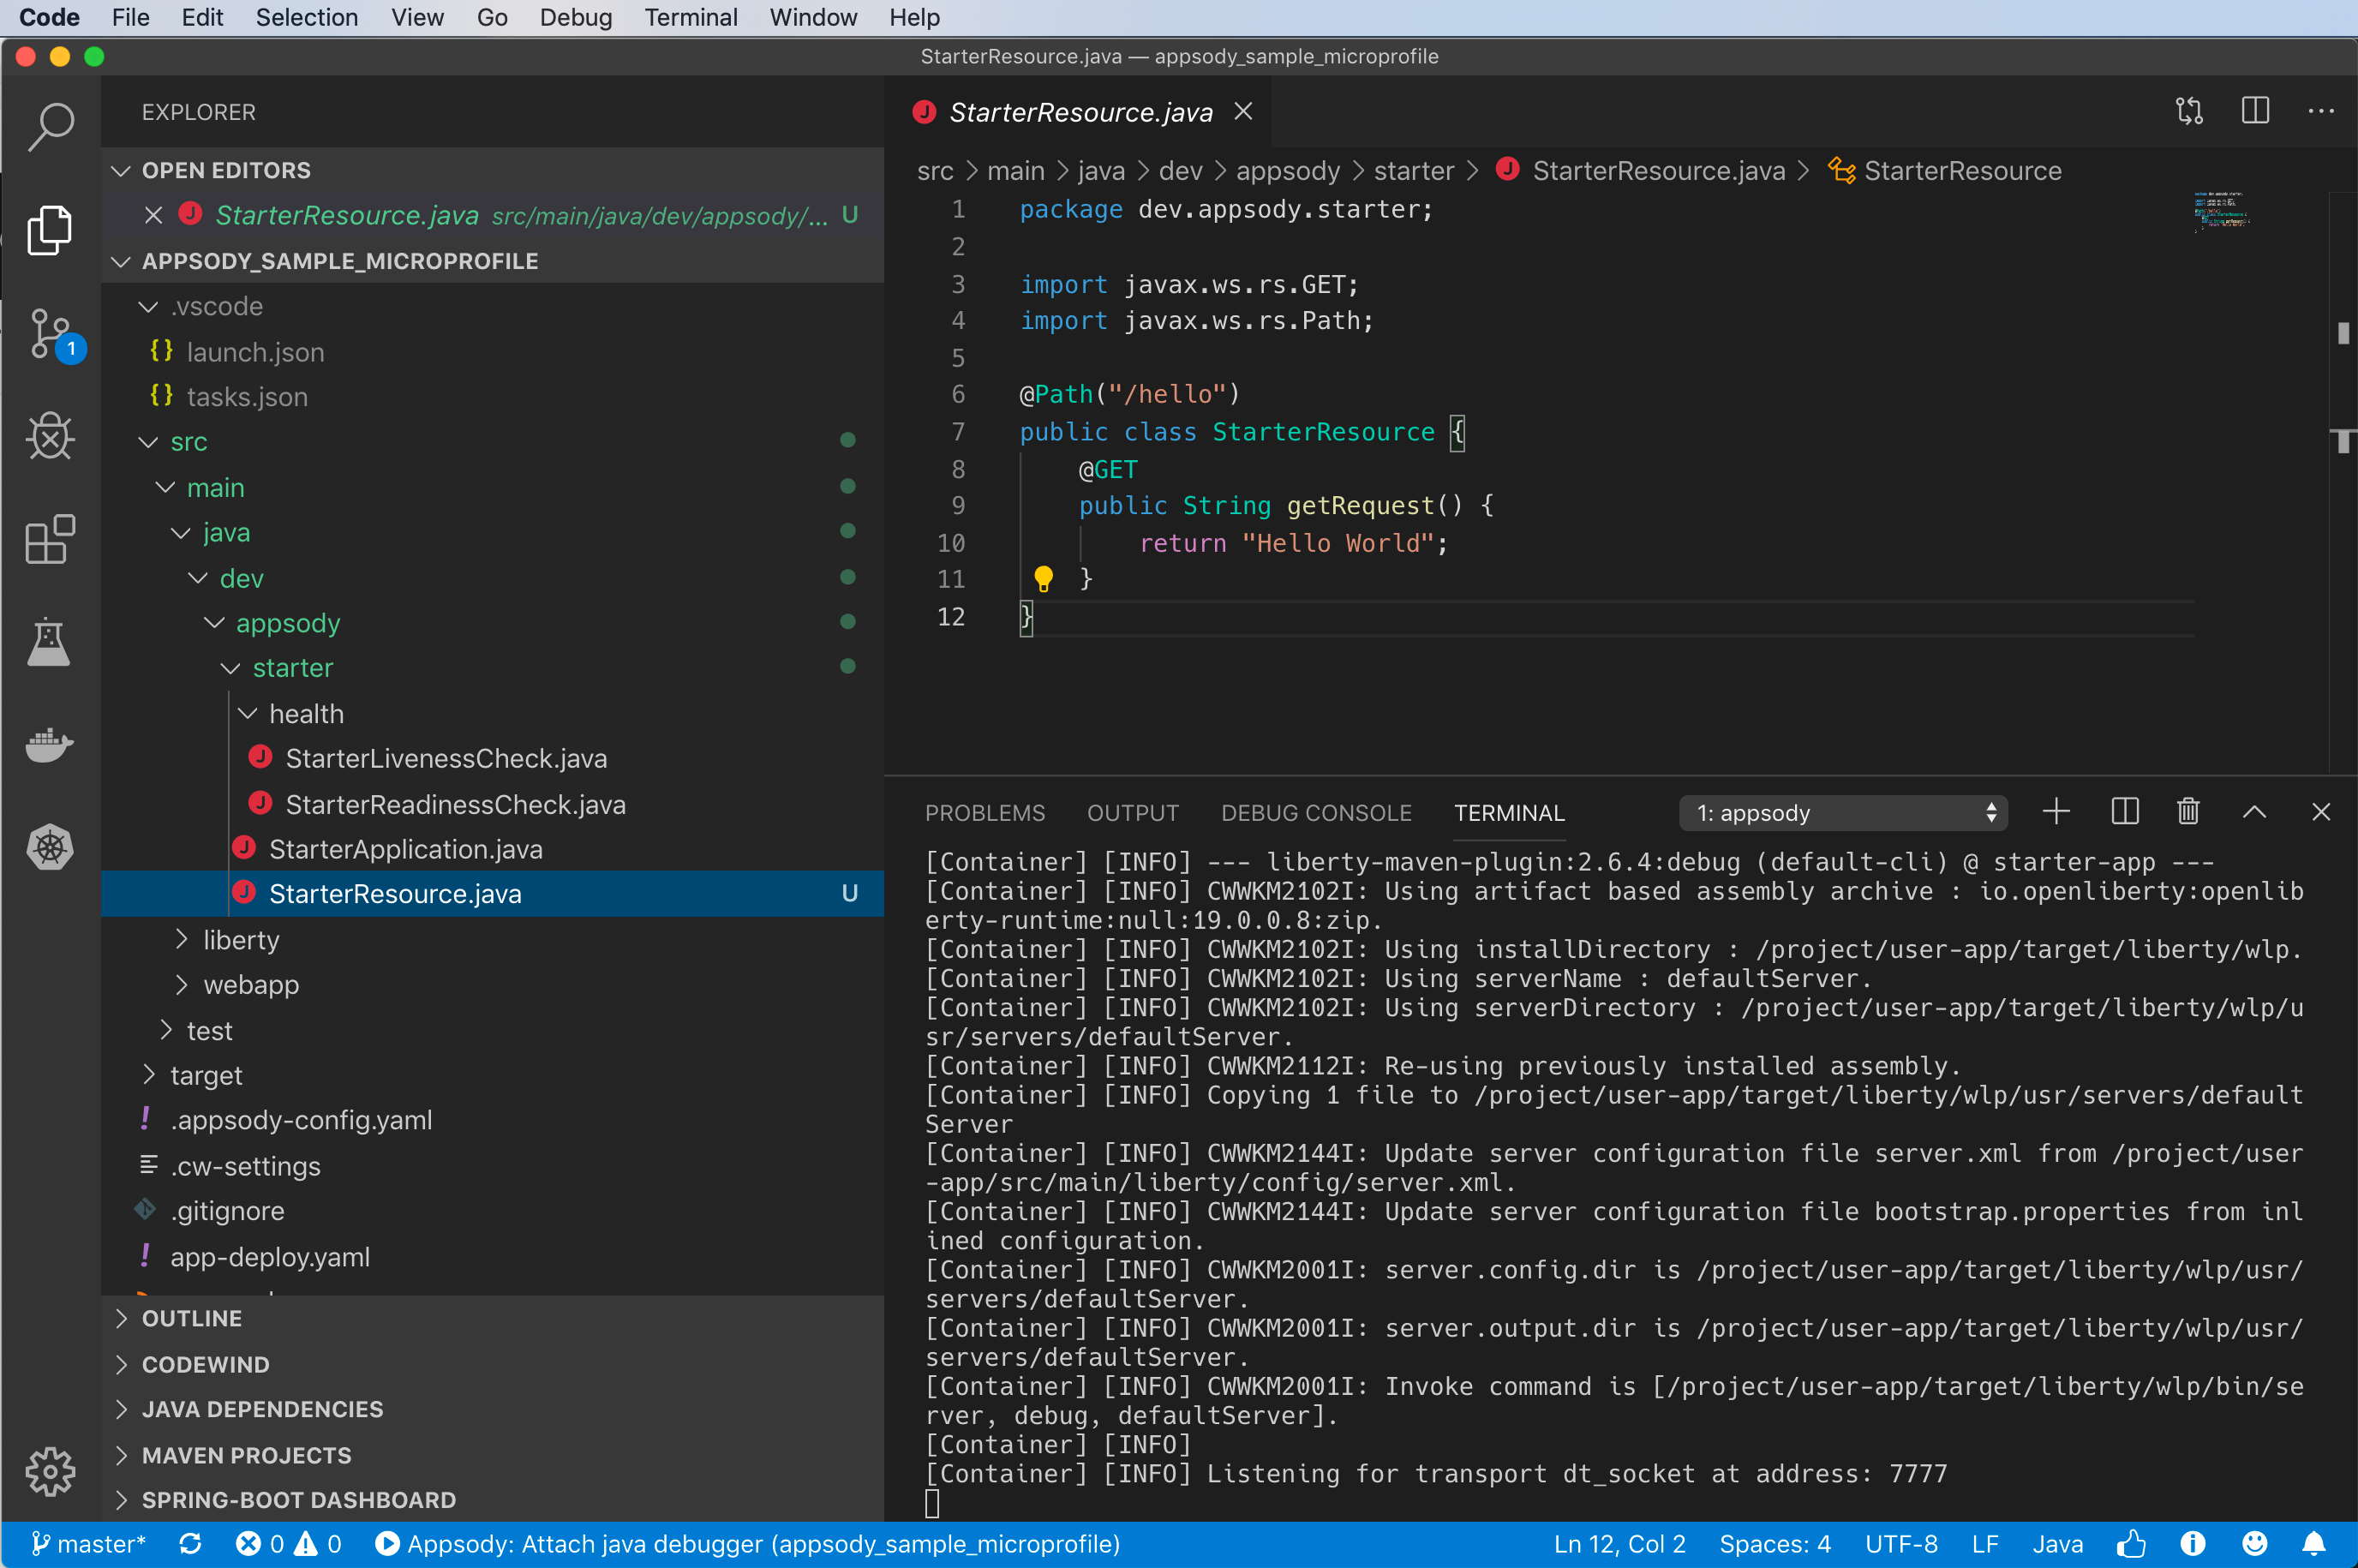 Code File Edit Selection View Go Debug Terminal Window Help
StarterResource.java — appsody_sample_microprofile
EXPLORER
OPEN EDITORS
StarterResource.java src/main/java/dev/appsody/... U
APPSODY_SAMPLE_MICROPROFILE
.vscode
{} launch.json
{} tasks.json
src
main
java
dev
appsody
starter
health
J StarterLivenessCheck.java
J StarterReadinessCheck.java
J StarterApplication.java
J StarterResource.java U
liberty
webapp
test
target
! .appsody-config.yaml
.cw-settings
.gitignore
! app-deploy.yaml
OUTLINE
CODEWIND
JAVA DEPENDENCIES
MAVEN PROJECTS
SPRING-BOOT DASHBOARD
1
J StarterResource.java
src > main > java > dev > appsody > starter > J StarterResource.java > StarterResource
1 package dev.appsody.starter;
2
3 import javax.ws.rs.GET;
4 import javax.ws.rs.Path;
5
6 @Path("/hello")
7 public class StarterResource {
8 @GET
9 public String getRequest() {
10 return "Hello World";
11 }
12 }
PROBLEMS OUTPUT DEBUG CONSOLE TERMINAL 1: appsody
[Container] [INFO] --- liberty-maven-plugin:2.6.4:debug (default-cli) @ starter-app ---
[Container] [INFO] CWWKM2102I: Using artifact based assembly archive : io.openliberty:openlib
erty-runtime:null:19.0.0.8:zip.
[Container] [INFO] CWWKM2102I: Using installDirectory : /project/user-app/target/liberty/wlp.
[Container] [INFO] CWWKM2102I: Using serverName : defaultServer.
[Container] [INFO] CWWKM2102I: Using serverDirectory : /project/user-app/target/liberty/wlp/u
sr/servers/defaultServer.
[Container] [INFO] CWWKM2112I: Re-using previously installed assembly.
[Container] [INFO] Copying 1 file to /project/user-app/target/liberty/wlp/usr/servers/default
Server
[Container] [INFO] CWWKM2144I: Update server configuration file server.xml from /project/user
-app/src/main/liberty/config/server.xml.
[Container] [INFO] CWWKM2144I: Update server configuration file bootstrap.properties from inl
ined configuration.
[Container] [INFO] CWWKM2001I: server.config.dir is /project/user-app/target/liberty/wlp/usr/
servers/defaultServer.
[Container] [INFO] CWWKM2001I: server.output.dir is /project/user-app/target/liberty/wlp/usr/
servers/defaultServer.
[Container] [INFO] CWWKM2001I: Invoke command is [/project/user-app/target/liberty/wlp/bin/se
rver, debug, defaultServer].
[Container] [INFO]
[Container] [INFO] Listening for transport dt_socket at address: 7777
master* 0 0 Appsody: Attach java debugger (appsody_sample_microprofile) Ln 12, Col 2 Spaces: 4 UTF-8 LF Java